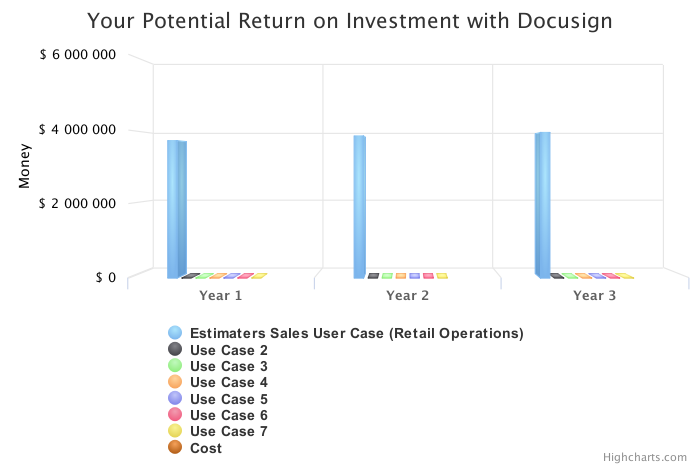 Your Potential Return on Investment with Docusign
$ 6 000 000
$ 4 000 000
$ 2 000 000
$ 0
Money
Year 1
Year 2
Year 3
Estimaters Sales User Case (Retail Operations)
Use Case 2
Use Case 3
Use Case 4
Use Case 5
Use Case 6
Use Case 7
Cost
Highcharts.com